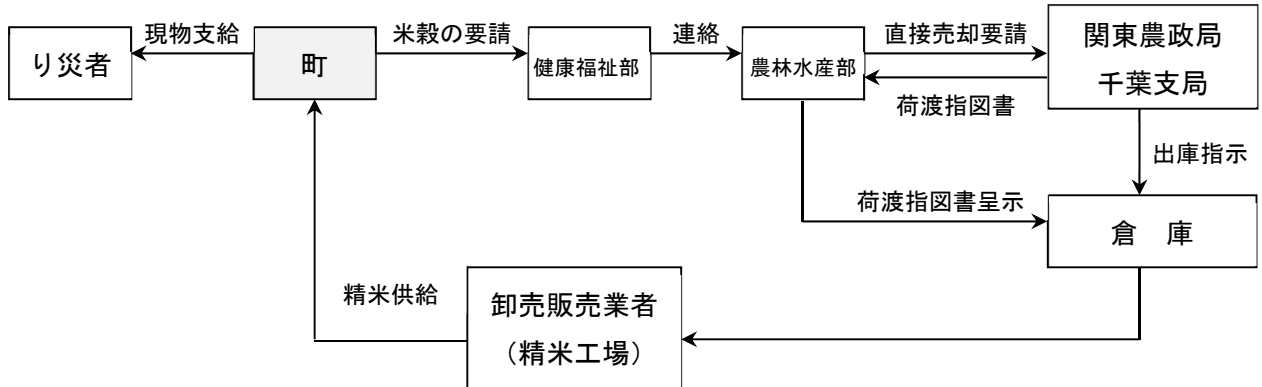 り災者
現物支給
町
米穀の要請
健康福祉部
連絡
農林水産部
直接売却要請
関東農政局
千葉支局
荷渡指図書
出庫指示
荷渡指図書呈示
倉　庫
精米供給
卸売販売業者
（精米工場）